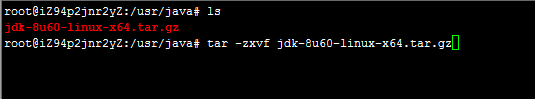 root@iZ94p2jnr2yZ:/usr/java# ls
jdk-8u60-linux-x64.tar.gz
root@iZ94p2jnr2yZ:/usr/java# tar -zxvf jdk-8u60-linux-x64.tar.gz